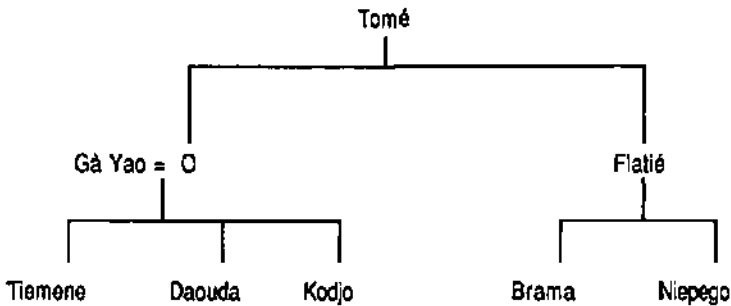 Tomé
Gà Yao = O Flatié
Tiemene Daouda Kodjo Brama Niepego